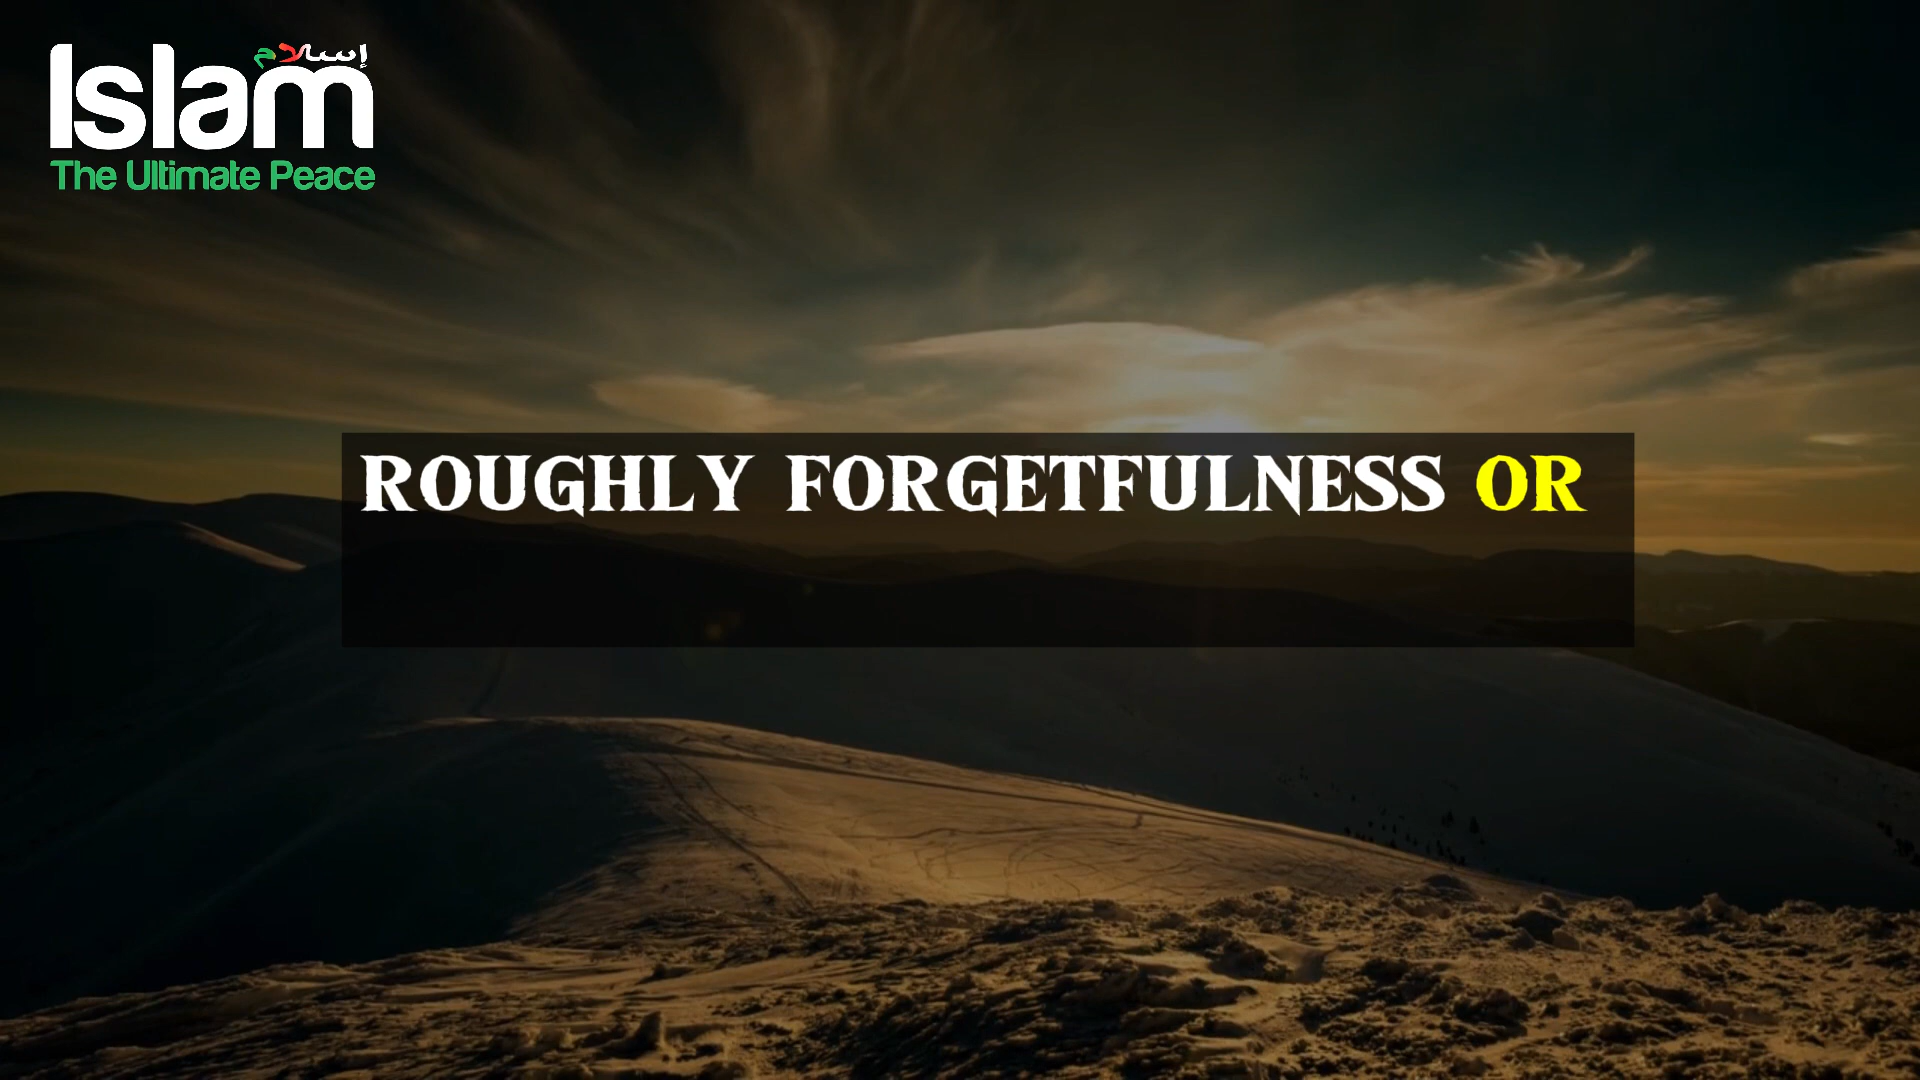 إسلام
Islam
The Ultimate Peace
ROUGHLY FORGETFULNESS OR